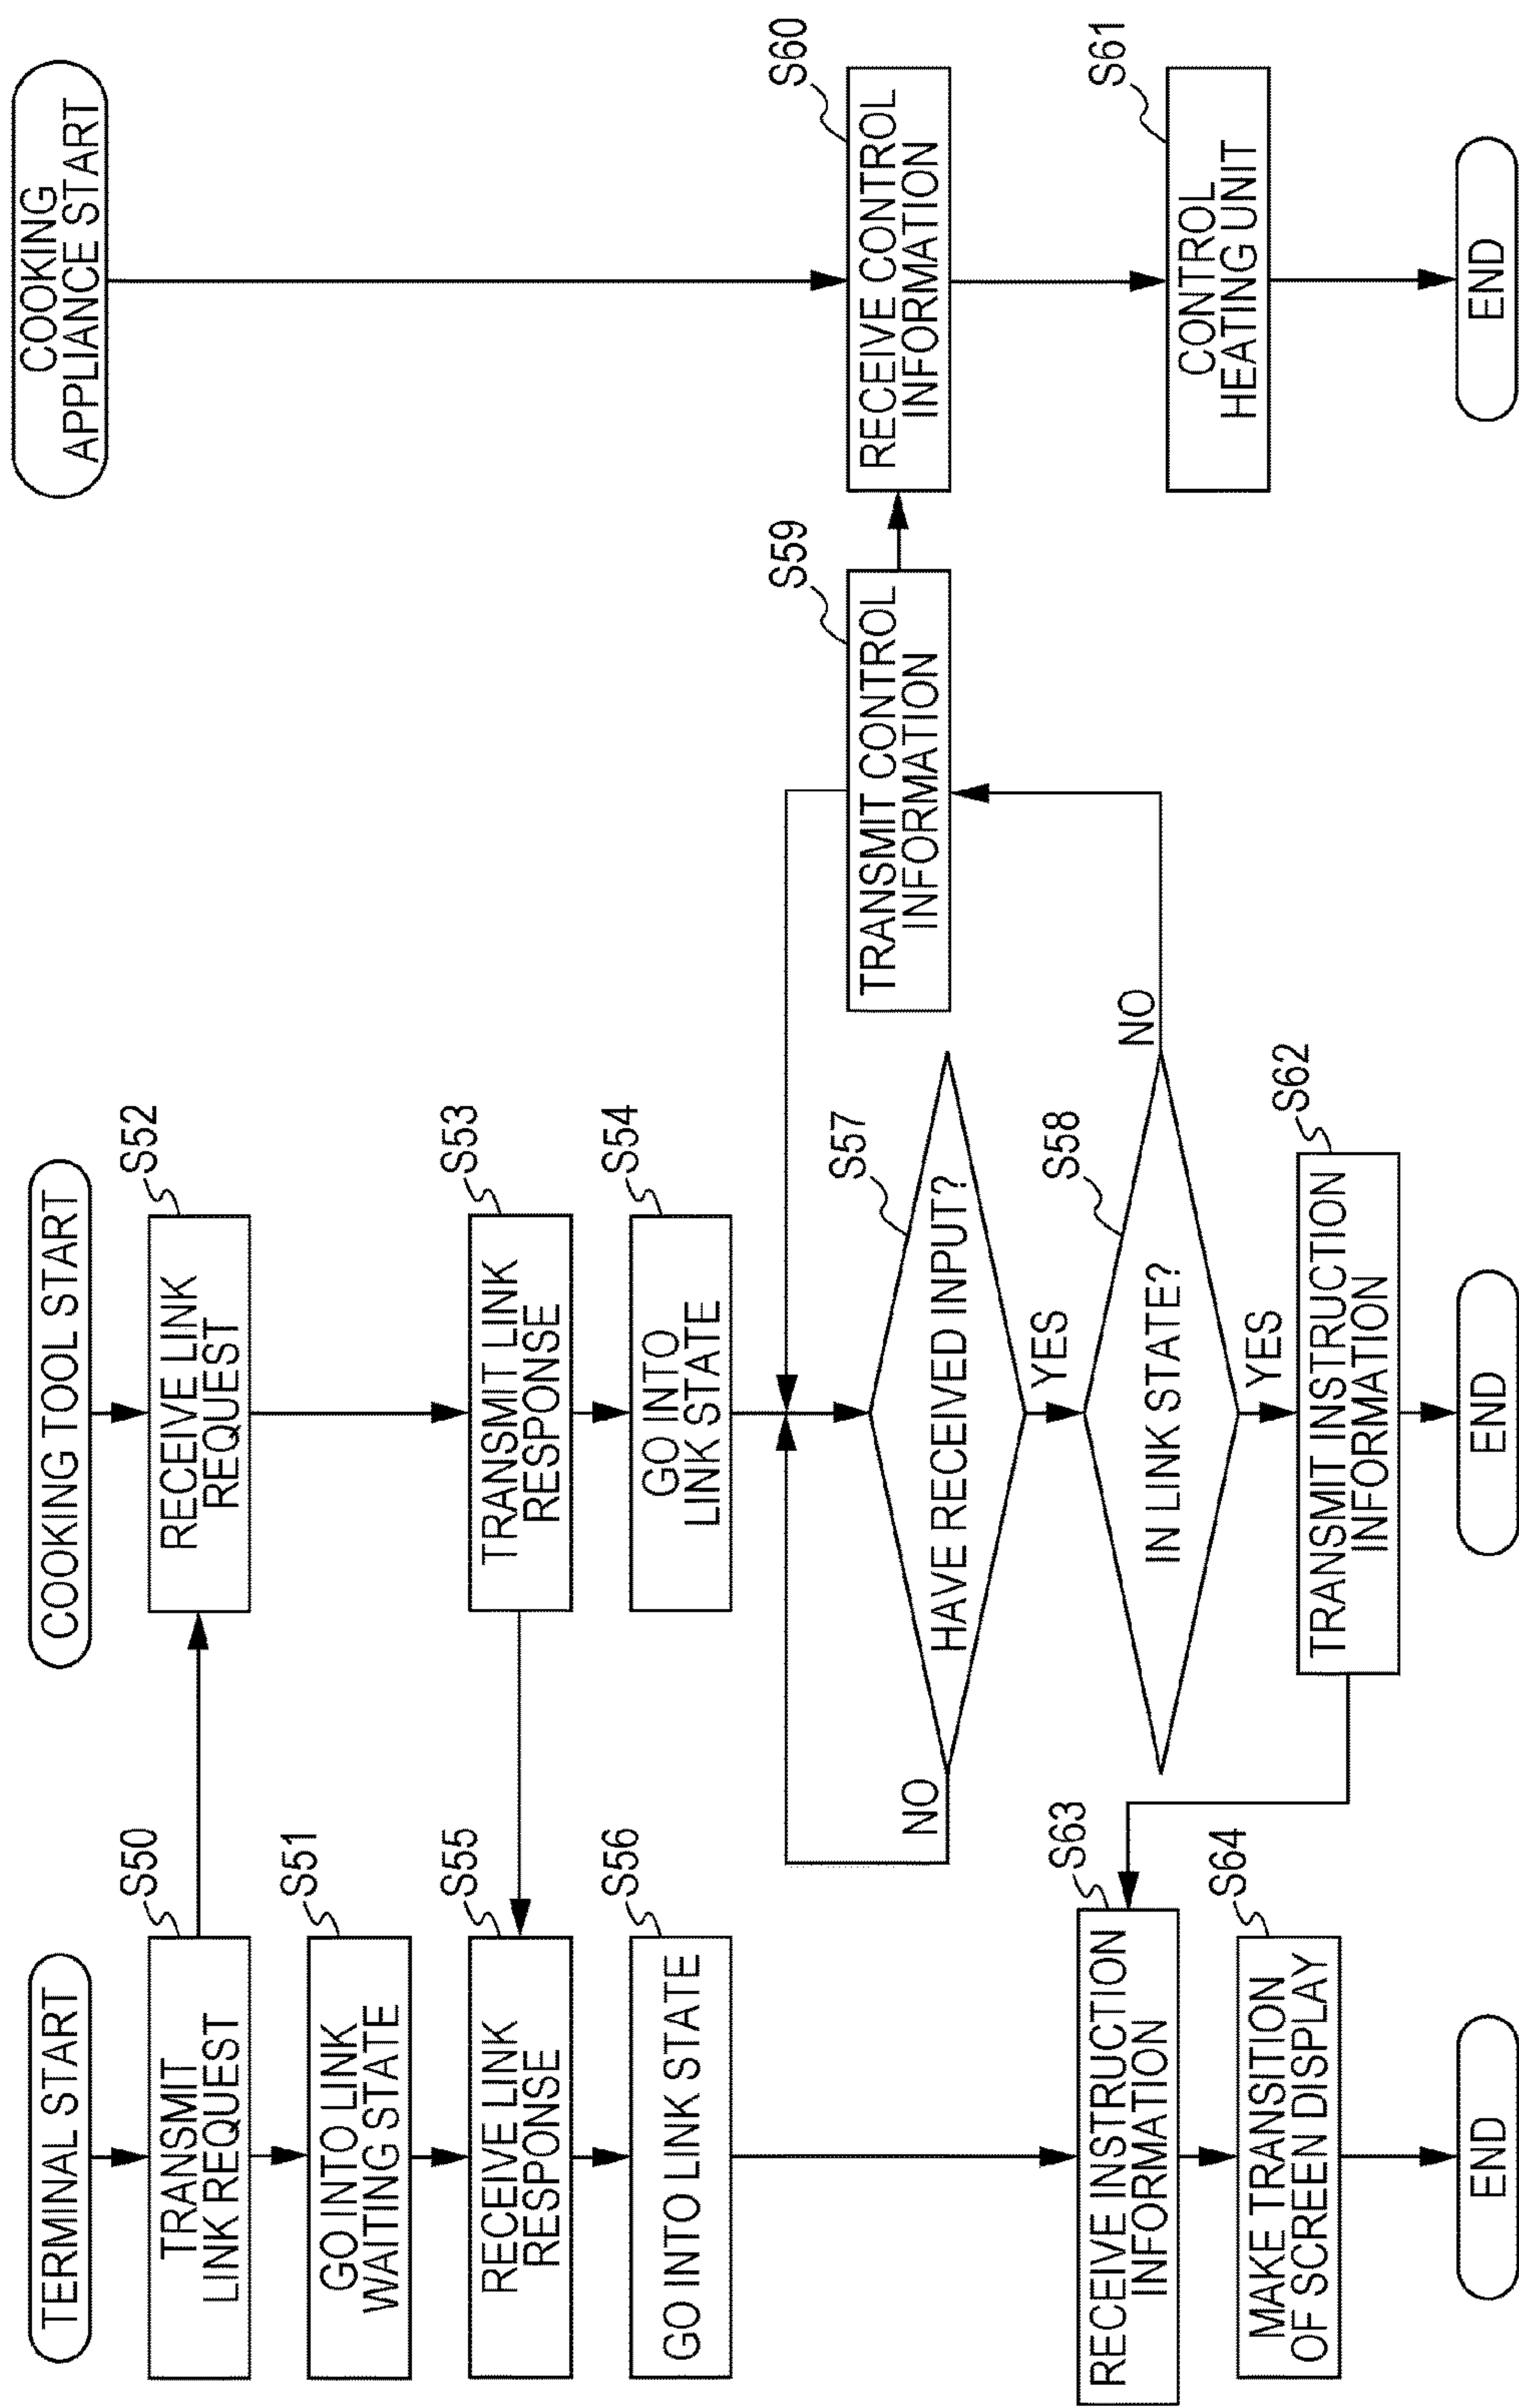 TERMINAL START
S50
TRANSMIT
LINK REQUEST
S51
GO INTO LINK
WAITING STATE
S55
RECEIVE LINK
RESPONSE
S56
GO INTO LINK STATE
S63
RECEIVE INSTRUCTION
INFORMATION
S64
MAKE TRANSITION
OF SCREEN DISPLAY
END
COOKING TOOL START
S52
RECEIVE LINK
REQUEST
S53
TRANSMIT LINK
RESPONSE
S54
GO INTO
LINK STATE
S57
HAVE RECEIVED INPUT?
NO
YES
S58
IN LINK STATE?
NO
YES
S62
TRANSMIT INSTRUCTION
INFORMATION
END
S59
TRANSMIT CONTROL
INFORMATION
COOKING
APPLIANCE START
S60
RECEIVE CONTROL
INFORMATION
S61
CONTROL
HEATING UNIT
END